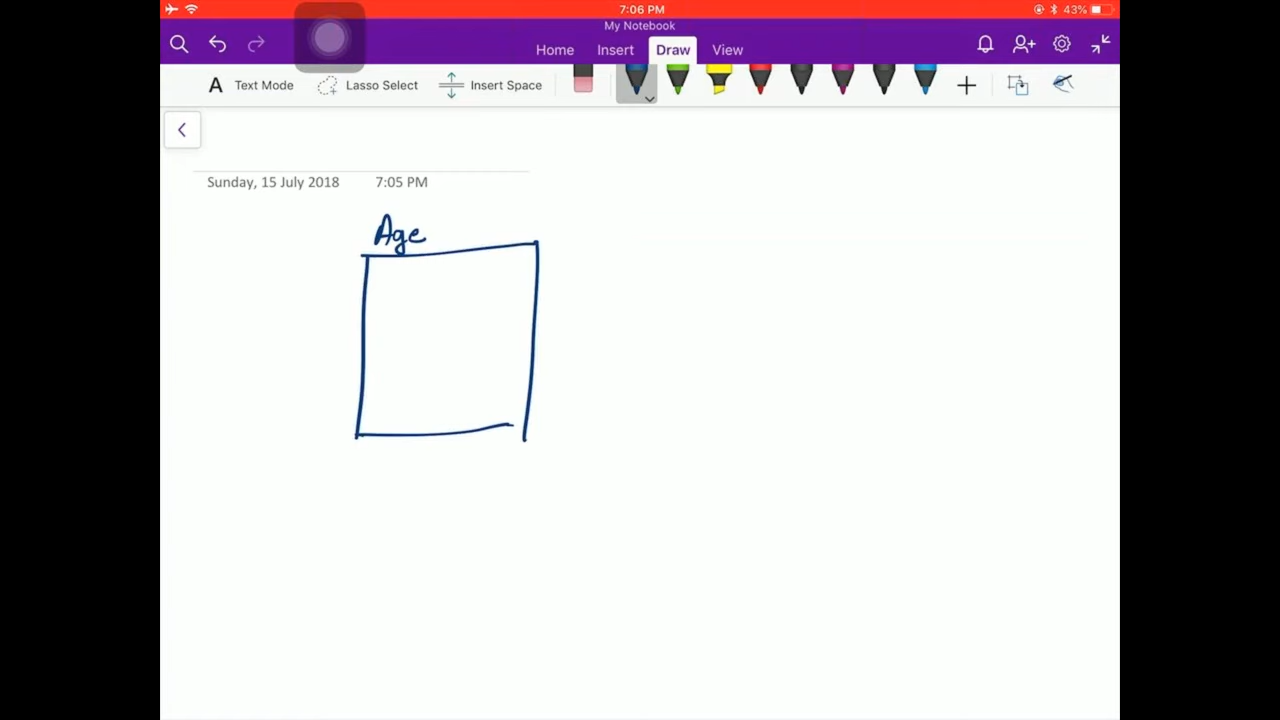 7:06 PM
43%
My Notebook
Home Insert Draw View
A Text Mode Lasso Select Insert Space
Sunday, 15 July 2018 7:05 PM
Age